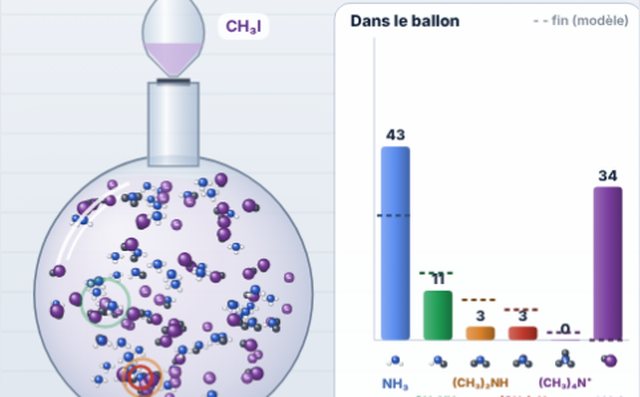 CH₃I
Dans le ballon
- - fin (modèle)
43
34
11
3
3
0
NH₃
(CH₃)₂NH
(CH₃)₄N⁺